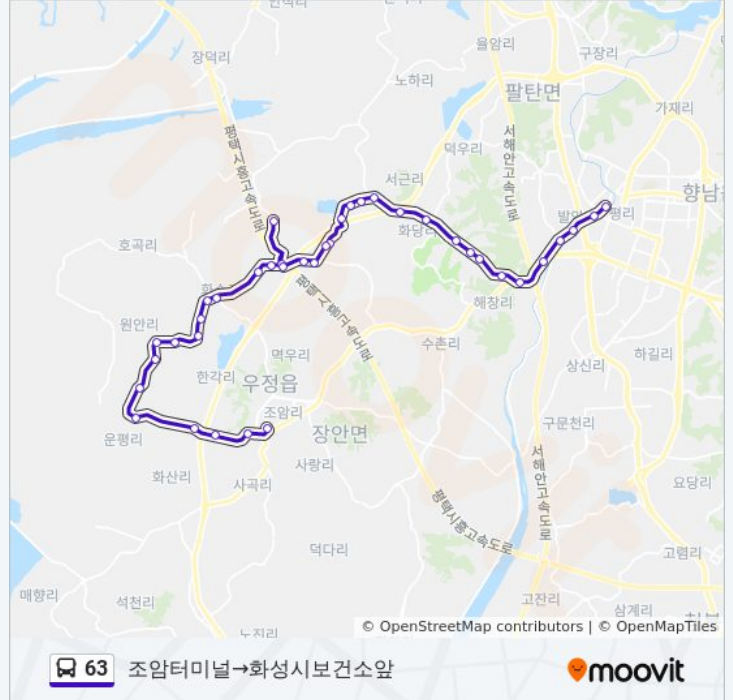 장덕리
율암리
구장리
노하리
팔탄면
가재리
평택시흥고속도로
서해안고속도로
덕우리
서근리
향남읍
호곡리
화당리
발안
평리
원안리
해창리
평택시흥고속도로
멱우리
수촌리
상신리
하길리
한각리
우정읍
조암리
장안면
구문천리
운평리
사랑리
화산리
사곡리
서해안고속도로
요당리
평택시흥고속도로
덕다리
고렴리
매향리
석천리
고잔리
삼계리
노진리
© OpenStreetMap contributors | © OpenMapTiles
63 조암터미널→화성시보건소앞
moovit